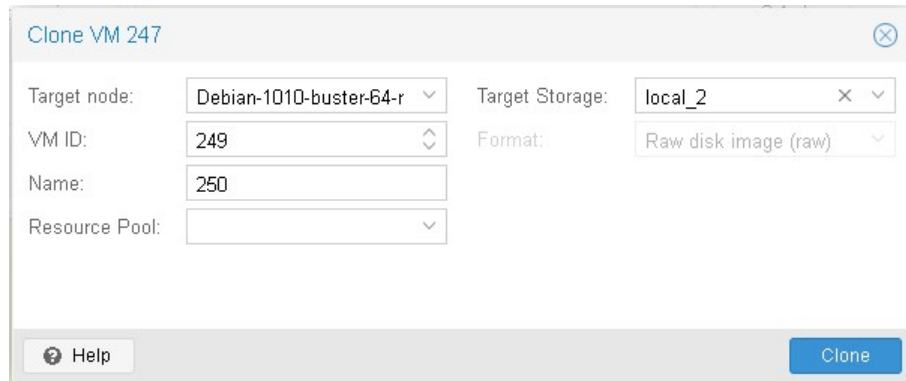 Clone VM 247
Target node: Debian-1010-buster-64-r Target Storage: local_2
VM ID: 249 Format: Raw disk image (raw)
Name: 250
Resource Pool:
Help Clone